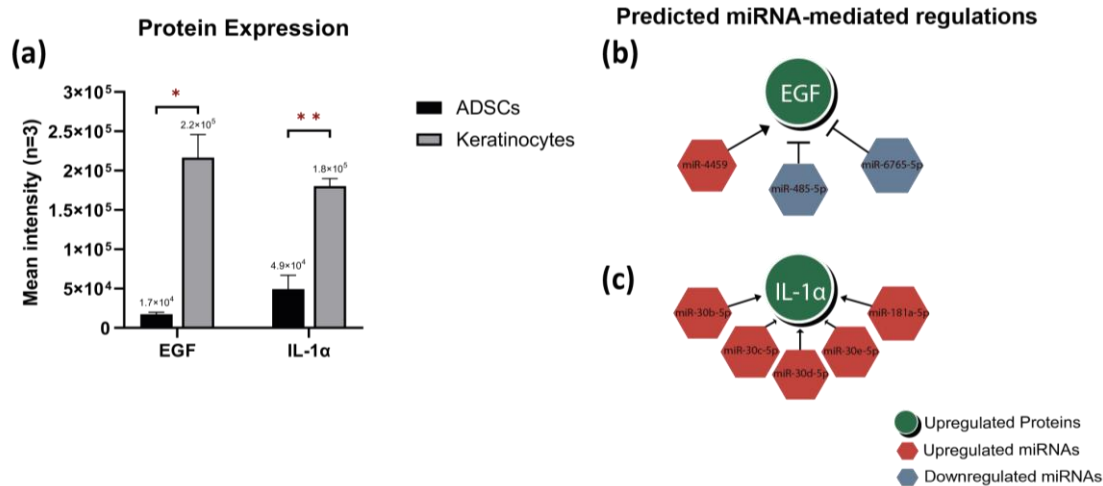 Protein Expression
Predicted miRNA-mediated regulations
(a)
Mean intensity (n=3)
3×10⁵
2.5×10⁵
2×10⁵
1.5×10⁵
1×10⁵
5×10⁴
0
*
**
1.7×10⁴
2.2×10⁵
4.9×10⁴
1.8×10⁵
EGF
IL-1α
ADSCs
Keratinocytes
(b)
EGF
miR-4459
miR-485-5p
miR-6765-5p
(c)
IL-1α
miR-30b-5p
miR-30c-5p
miR-30d-5p
miR-30e-5p
miR-181a-5p
Upregulated Proteins
Upregulated miRNAs
Downregulated miRNAs